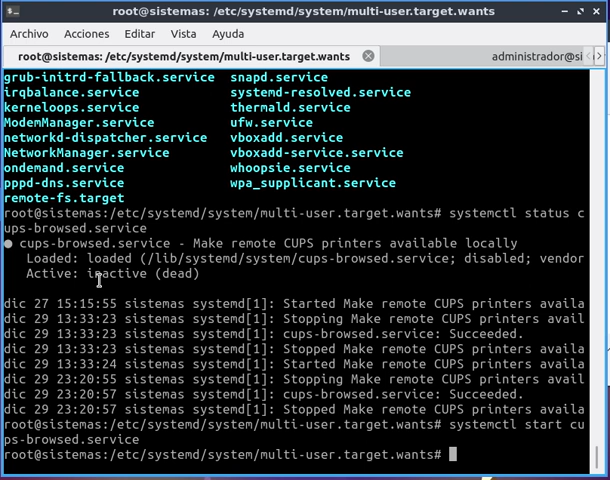 root@sistemas: /etc/systemd/system/multi-user.target.wants
Archivo Acciones Editar Vista Ayuda
root@sistemas: /etc/systemd/system/multi-user.target.wants administrador@si
grub-initrd-fallback.service snapd.service
irqbalance.service systemd-resolved.service
kerneloops.service thermald.service
ModemManager.service ufw.service
networkd-dispatcher.service vboxadd.service
NetworkManager.service vboxadd-service.service
ondemand.service whoopsie.service
pppd-dns.service wpa_supplicant.service
remote-fs.target
root@sistemas:/etc/systemd/system/multi-user.target.wants# systemctl status c
ups-browsed.service
● cups-browsed.service - Make remote CUPS printers available locally
Loaded: loaded (/lib/systemd/system/cups-browsed.service; disabled; vendor
Active: inactive (dead)
dic 27 15:15:55 sistemas systemd[1]: Started Make remote CUPS printers availa
dic 29 13:33:23 sistemas systemd[1]: Stopping Make remote CUPS printers avail
dic 29 13:33:23 sistemas systemd[1]: cups-browsed.service: Succeeded.
dic 29 13:33:23 sistemas systemd[1]: Stopped Make remote CUPS printers availa
dic 29 13:33:24 sistemas systemd[1]: Started Make remote CUPS printers availa
dic 29 23:20:55 sistemas systemd[1]: Stopping Make remote CUPS printers avail
dic 29 23:20:57 sistemas systemd[1]: cups-browsed.service: Succeeded.
dic 29 23:20:57 sistemas systemd[1]: Stopped Make remote CUPS printers availa
root@sistemas:/etc/systemd/system/multi-user.target.wants# systemctl start cu
ps-browsed.service
root@sistemas:/etc/systemd/system/multi-user.target.wants#